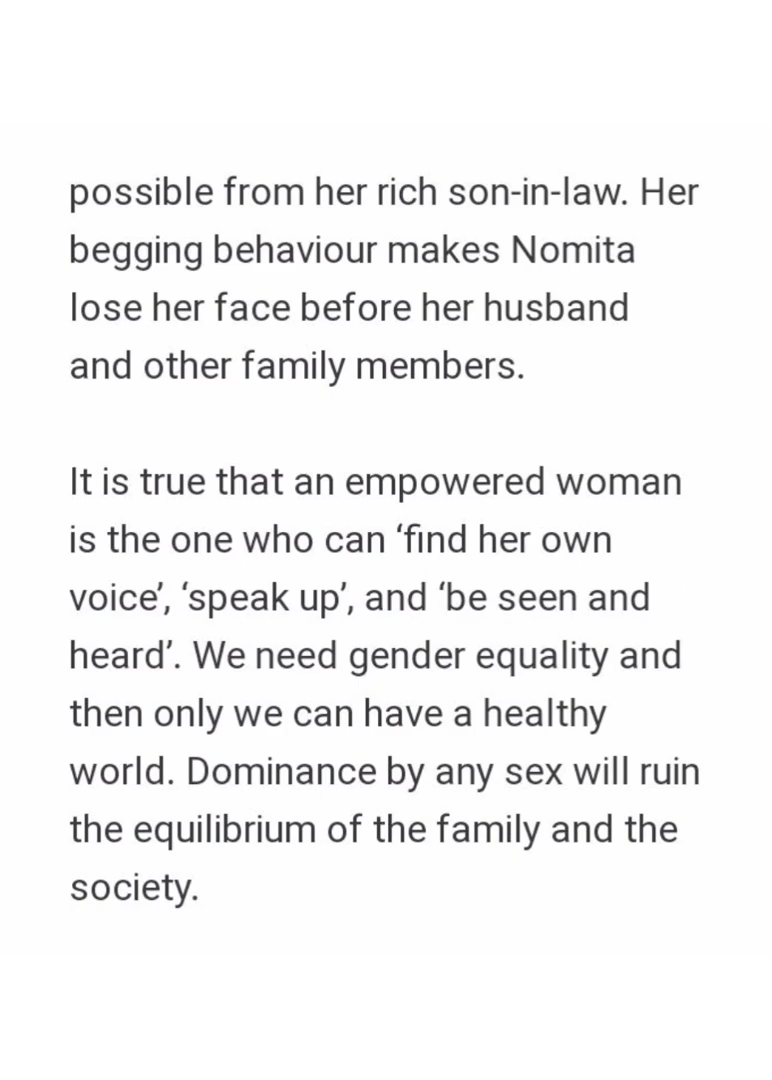 possible from her rich son-in-law. Her
begging behaviour makes Nomita
lose her face before her husband
and other family members.
It is true that an empowered woman
is the one who can ‘find her own
voice’, ‘speak up’, and ‘be seen and
heard’. We need gender equality and
then only we can have a healthy
world. Dominance by any sex will ruin
the equilibrium of the family and the
society.